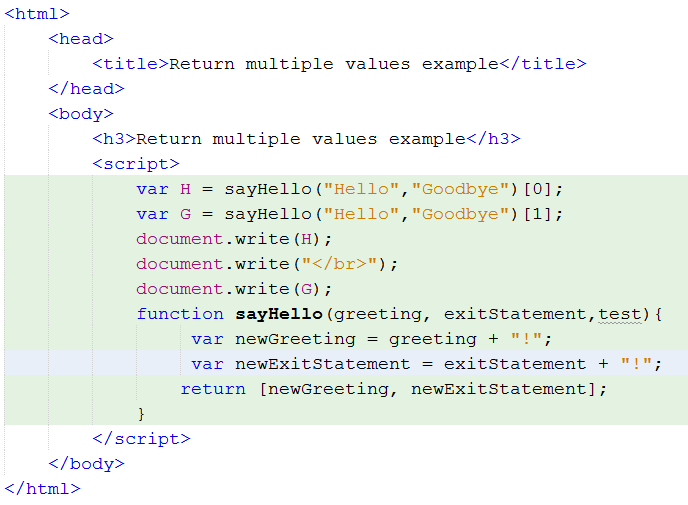 <html>
<head>
<title>Return multiple values example</title>
</head>
<body>
<h3>Return multiple values example</h3>
<script>
var H = sayHello("Hello","Goodbye")[0];
var G = sayHello("Hello","Goodbye")[1];
document.write(H);
document.write("</br>");
document.write(G);
function sayHello(greeting, exitStatement,test){
var newGreeting = greeting + "!";
var newExitStatement = exitStatement + "!";
return [newGreeting, newExitStatement];
}
</script>
</body>
</html>